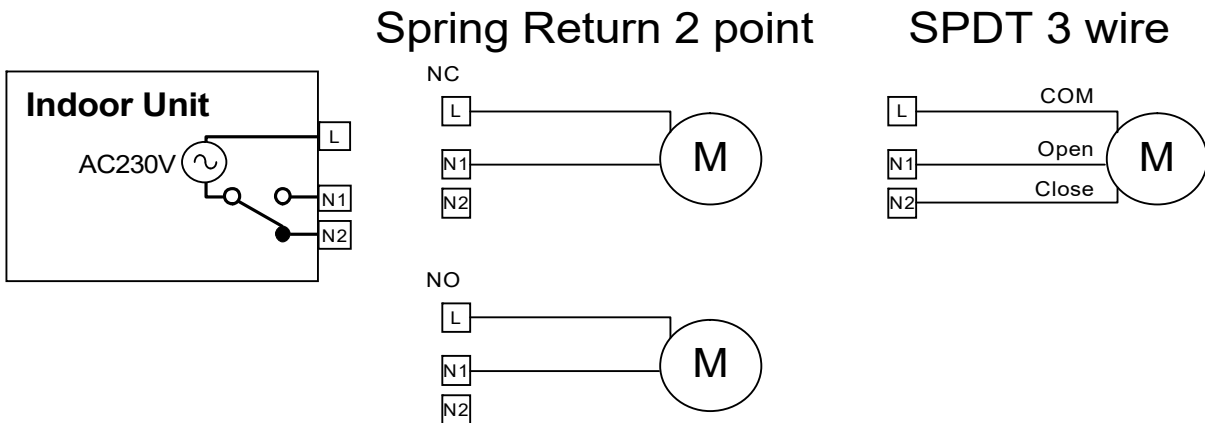 Spring Return 2 point
SPDT 3 wire
Indoor Unit
AC230V
L
N1
N2
NC
L
N1
N2
M
NO
L
N1
N2
M
L
N1
N2
COM
Open
Close
M